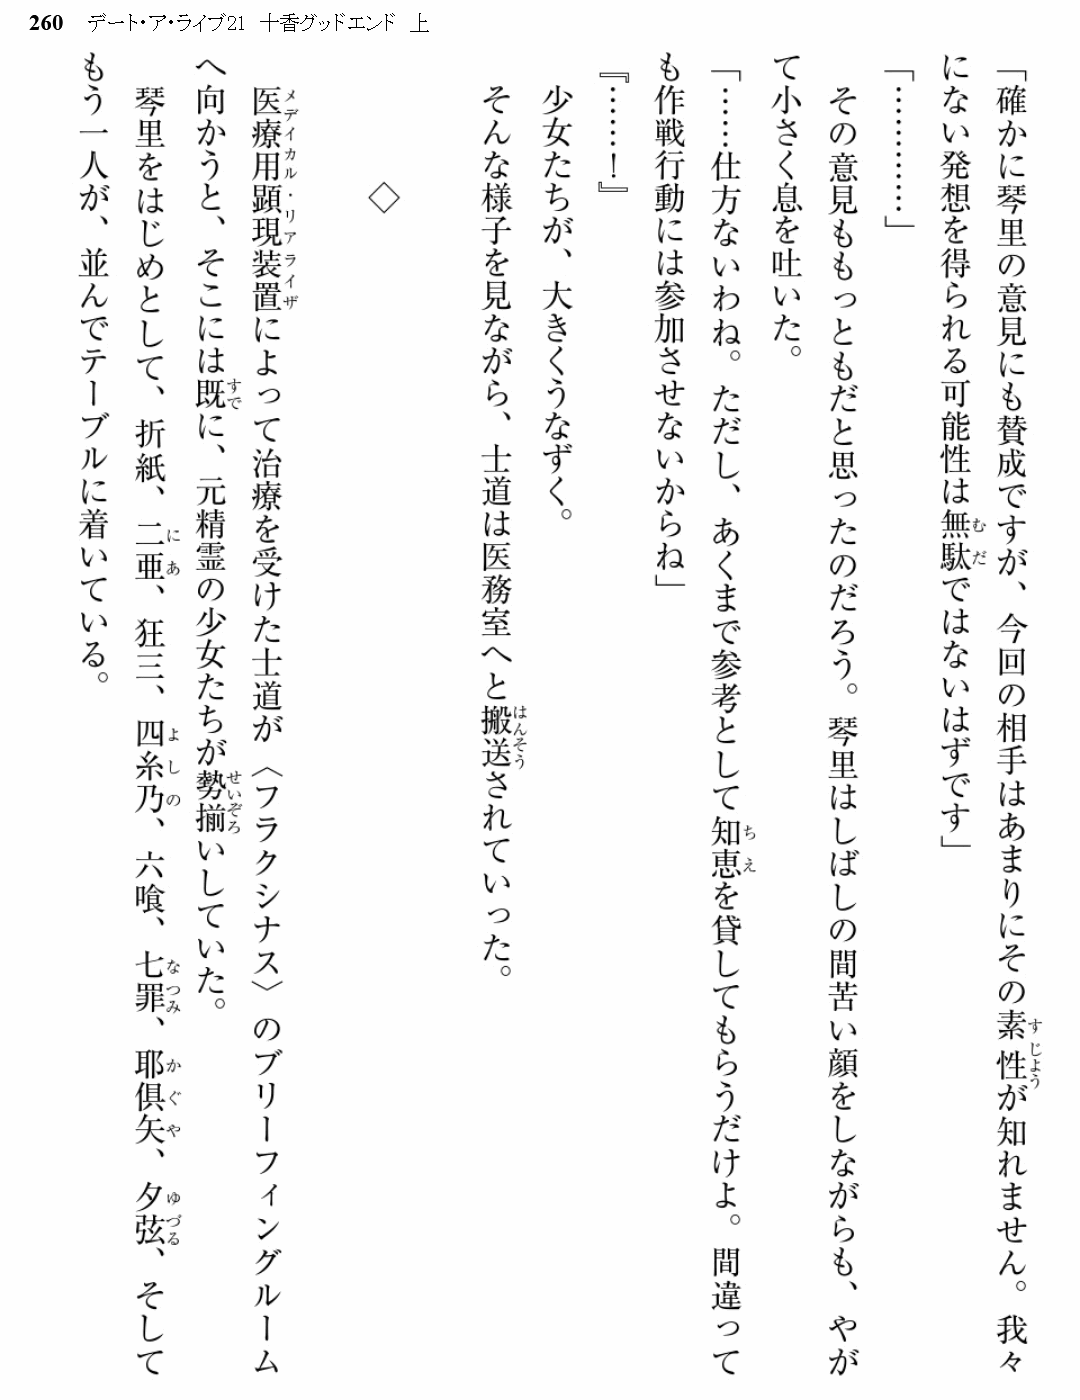 260 デート・ア・ライブ21 十香グッドエンド 上
「確かに琴里の意見にも賛成ですが、今回の相手はあまりにその素性が知れません。我々
にない発想を得られる可能性は無駄ではないはずです」
「…………」
その意見ももっともだと思ったのだろう。琴里はしばしの間苦い顔をしながらも、やが
て小さく息を吐いた。
「……仕方ないわね。ただし、あくまで参考として知恵を貸してもらうだけよ。間違って
も作戦行動には参加させないからね」
『……！』
少女たちが、大きくうなずく。
そんな様子を見ながら、士道は医務室へと搬送されていった。
◇
医療用顕現装置によって治療を受けた士道が〈フラクシナス〉のブリーフィングルーム
へ向かうと、そこには既に、元精霊の少女たちが勢揃いしていた。
琴里をはじめとして、折紙、二亜、狂三、四糸乃、六喰、七罪、耶倶矢、夕弦、そして
もう一人が、並んでテーブルに着いている。